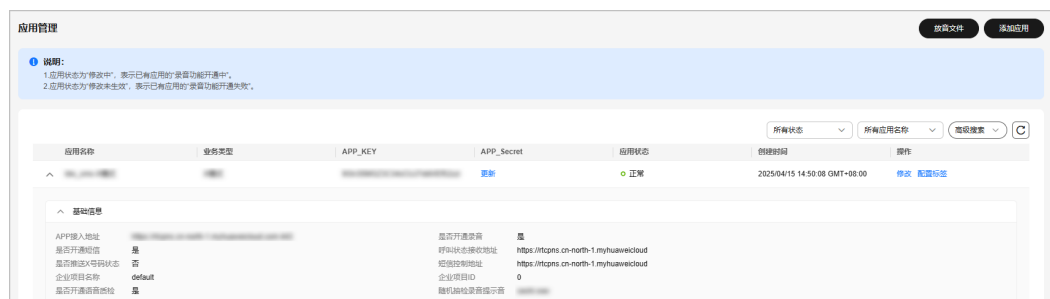 应用管理
放音文件 添加应用
说明：
1.应用状态为“修改中”，表示已有应用的“录音功能开通中”。
2.应用状态为“修改未生效”，表示已有应用的“录音功能开通失败”。
所有状态 所有应用名称 高级搜索
应用名称 业务类型 APP_KEY APP_Secret 应用状态 创建时间 操作
更新 正常 2025/04/15 14:50:08 GMT+08:00 修改 配置标签
基础信息
APP接入地址 是否开通录音 是
是否开通短信 是 呼叫状态接收地址 https://rtcpns.cn-north-1.myhuaweicloud
是否推送X号码状态 否 短信控制地址 https://rtcpns.cn-north-1.myhuaweicloud
企业项目名称 default 企业项目ID 0
是否开通语音质检 是 随机抽检录音提示音